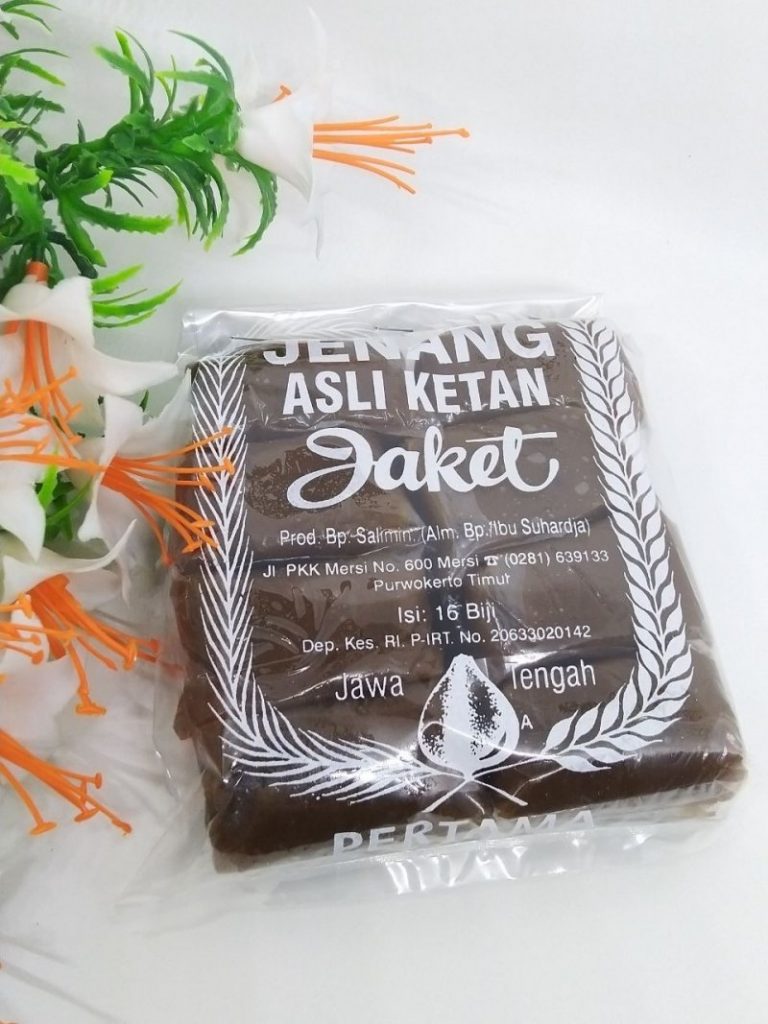 JENANG
ASLI KETAN
Jaket
Prod. Bp. Salimin. (Alm. Bp./Ibu Suhardja)
Jl PKK Mersi No. 600 Mersi ☎ (0281) 639133
Purwokerto Timur
Isi: 16 Biji
Dep. Kes. RI. P-IRT. No. 20633020142
Jawa Tengah
A
PERTAMA